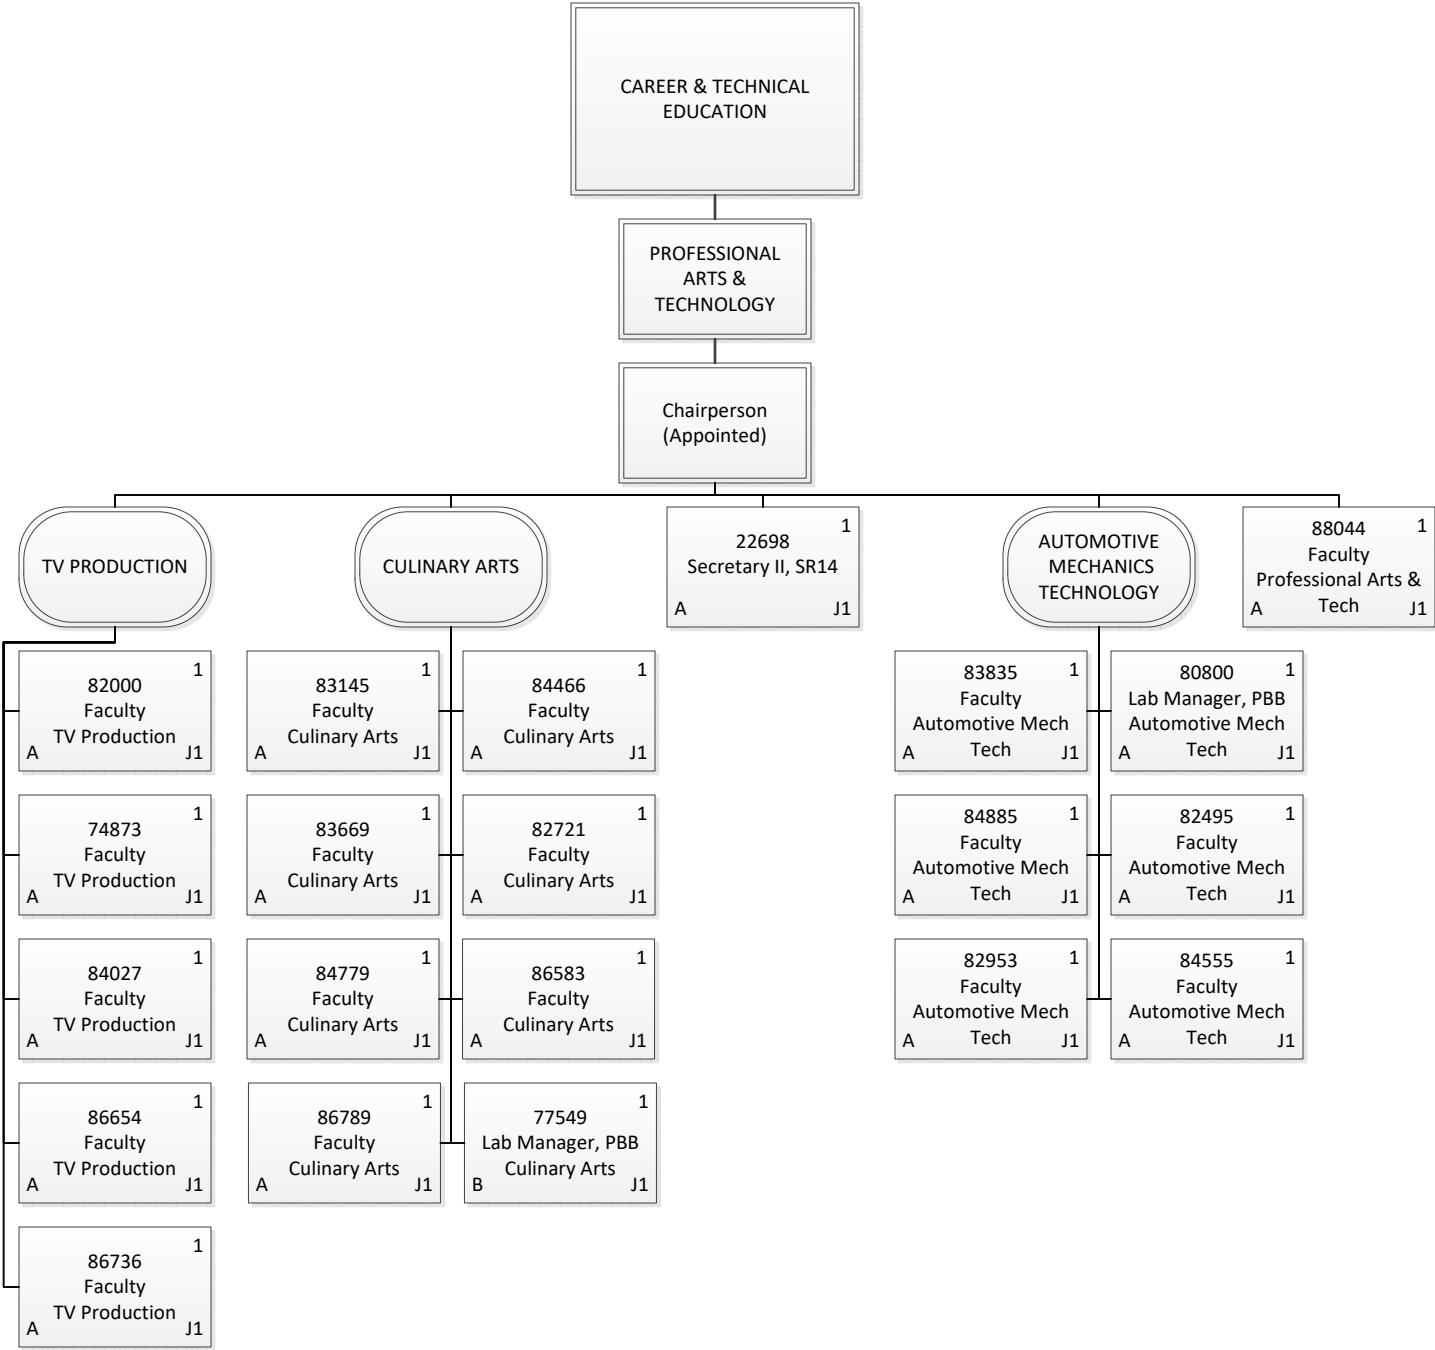 CAREER & TECHNICAL
EDUCATION
PROFESSIONAL
ARTS &
TECHNOLOGY
Chairperson
(Appointed)
TV PRODUCTION
CULINARY ARTS
1
22698
Secretary II, SR14
A
J1
AUTOMOTIVE
MECHANICS
TECHNOLOGY
1
88044
Faculty
Professional Arts &
Tech
A
J1
1
82000
Faculty
TV Production
A
J1
1
74873
Faculty
TV Production
A
J1
1
84027
Faculty
TV Production
A
J1
1
86654
Faculty
TV Production
A
J1
1
86736
Faculty
TV Production
A
J1
1
83145
Faculty
Culinary Arts
A
J1
1
84466
Faculty
Culinary Arts
A
J1
1
83669
Faculty
Culinary Arts
A
J1
1
82721
Faculty
Culinary Arts
A
J1
1
84779
Faculty
Culinary Arts
A
J1
1
86583
Faculty
Culinary Arts
A
J1
1
86789
Faculty
Culinary Arts
A
J1
1
77549
Lab Manager, PBB
Culinary Arts
B
J1
1
83835
Faculty
Automotive Mech
Tech
A
J1
1
80800
Lab Manager, PBB
Automotive Mech
Tech
A
J1
1
84885
Faculty
Automotive Mech
Tech
A
J1
1
82495
Faculty
Automotive Mech
Tech
A
J1
1
82953
Faculty
Automotive Mech
Tech
A
J1
1
84555
Faculty
Automotive Mech
Tech
A
J1